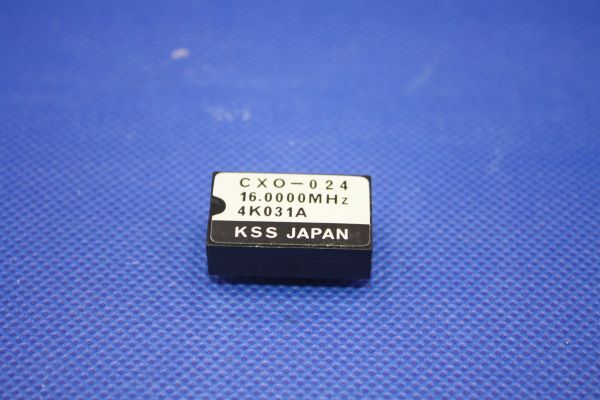 CXO-024
16.0000MHz
4K031A
KSS JAPAN